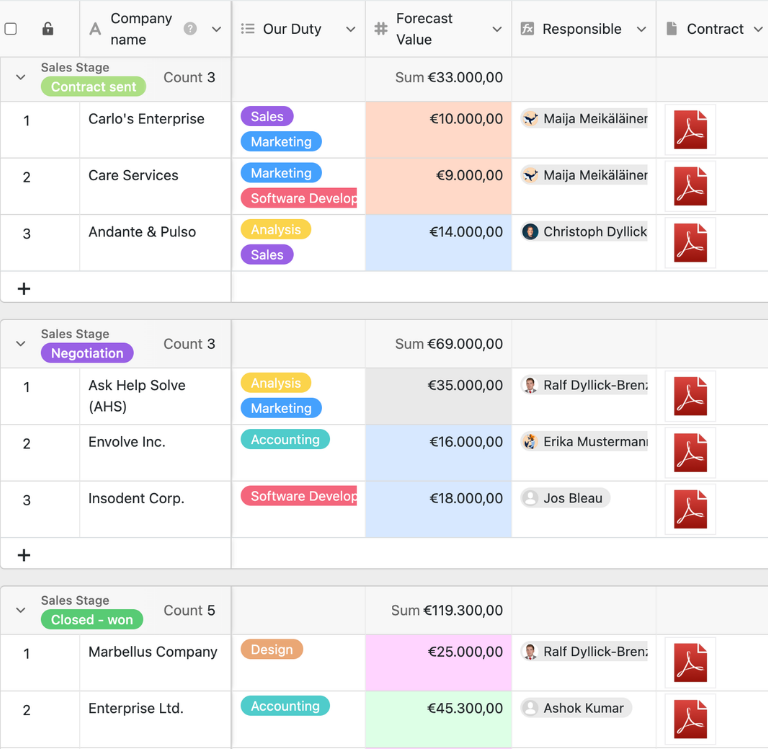 Company name ? Our Duty Forecast Value Responsible Contract
Sales Stage
Contract sent Count 3 Sum €33.000,00
1 Carlo's Enterprise Sales Marketing €10.000,00 Maija Meikäläiner
2 Care Services Marketing Software Develop €9.000,00 Maija Meikäläiner
3 Andante & Pulso Analysis Sales €14.000,00 Christoph Dyllick
+
Sales Stage
Negotiation Count 3 Sum €69.000,00
1 Ask Help Solve (AHS) Analysis Marketing €35.000,00 Ralf Dyllick-Brenz
2 Envolve Inc. Accounting €16.000,00 Erika Mustermann
3 Insodent Corp. Software Develop €18.000,00 Jos Bleau
+
Sales Stage
Closed - won Count 5 Sum €119.300,00
1 Marbellus Company Design €25.000,00 Ralf Dyllick-Brenz
2 Enterprise Ltd. Accounting €45.300,00 Ashok Kumar